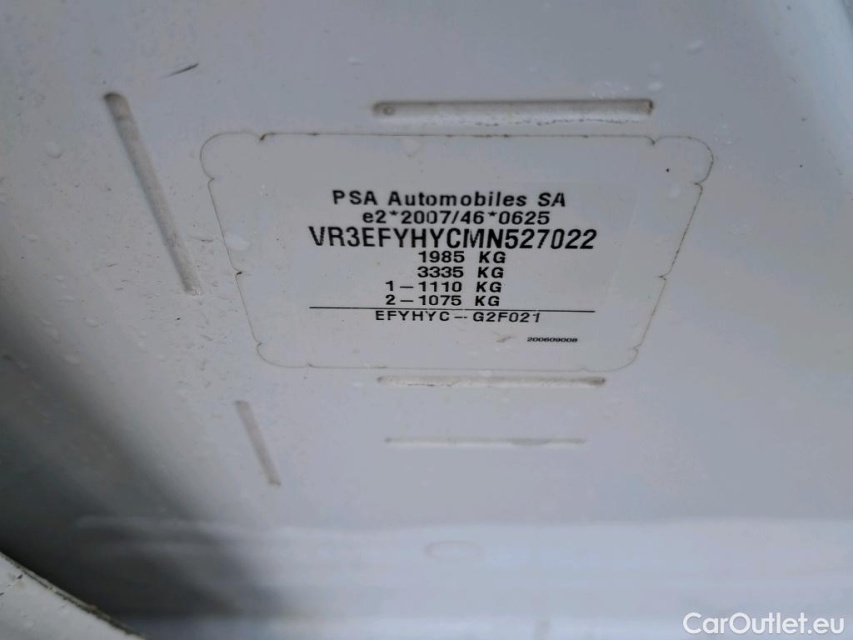 PSA Automobiles SA
e2*2007/46*0625
VR3EFYHYCMN527022
1985 KG
3335 KG
1-1110 KG
2-1075 KG
EFYHYC-G2F021
200609009
CarOutlet.eu